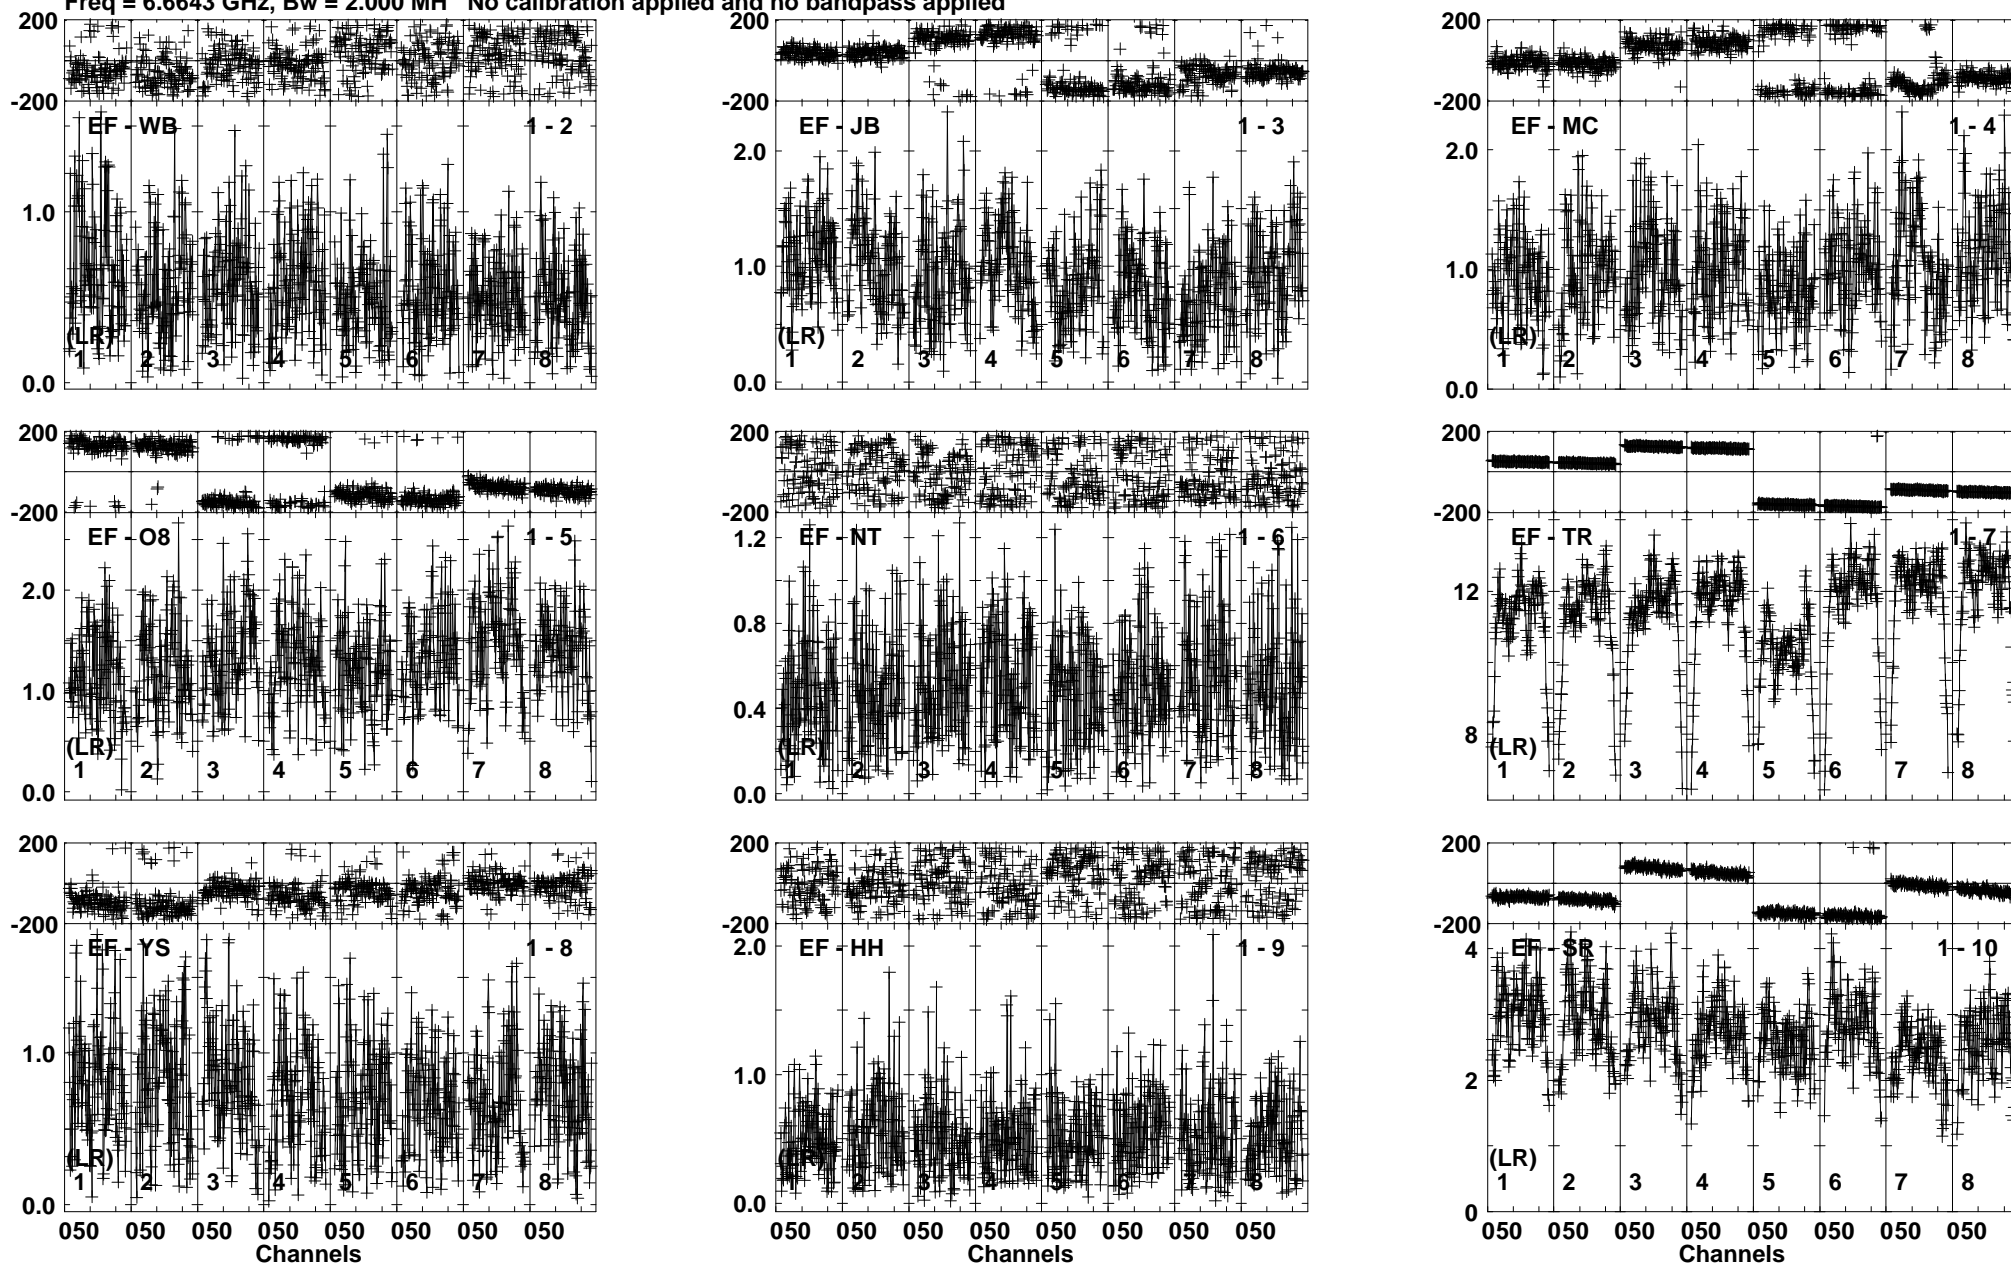 Freq = 6.6643 GHz, Bw = 2.000 MH No calibration applied and no bandpass applied
200 200 200
-200 -200 -200
EF - WB 1 - 2 EF - JB 1 - 3 EF - MC 1 - 4
2.0 2.0
1.0 1.0 1.0
(LR) (LR) (LR)
1 2 3 4 5 6 7 8 1 2 3 4 5 6 7 8 1 2 3 4 5 6 7 8
0.0 0.0 0.0
200 200 200
-200 -200 -200
EF - O8 1 - 5 EF - NT 1 - 6 EF - TR 1 - 7
2.0 1.2 12
0.8
1.0 0.4 8
(LR) (LR) (LR)
1 2 3 4 5 6 7 8 1 2 3 4 5 6 7 8 1 2 3 4 5 6 7 8
0.0 0.0
200 200 200
-200 -200 -200
EF - YS 1 - 8 EF - HH 1 - 9 EF - SR 1 - 10
2.0 4
1.0 1.0 2
(LR) (LR) (LR)
1 2 3 4 5 6 7 8 1 2 3 4 5 6 7 8 1 2 3 4 5 6 7 8
0.0 0.0 0
050 050 050 050 050 050 050 050 050 050 050 050 050 050 050 050 050 050 050 050 050 050 050 050
Channels Channels Channels